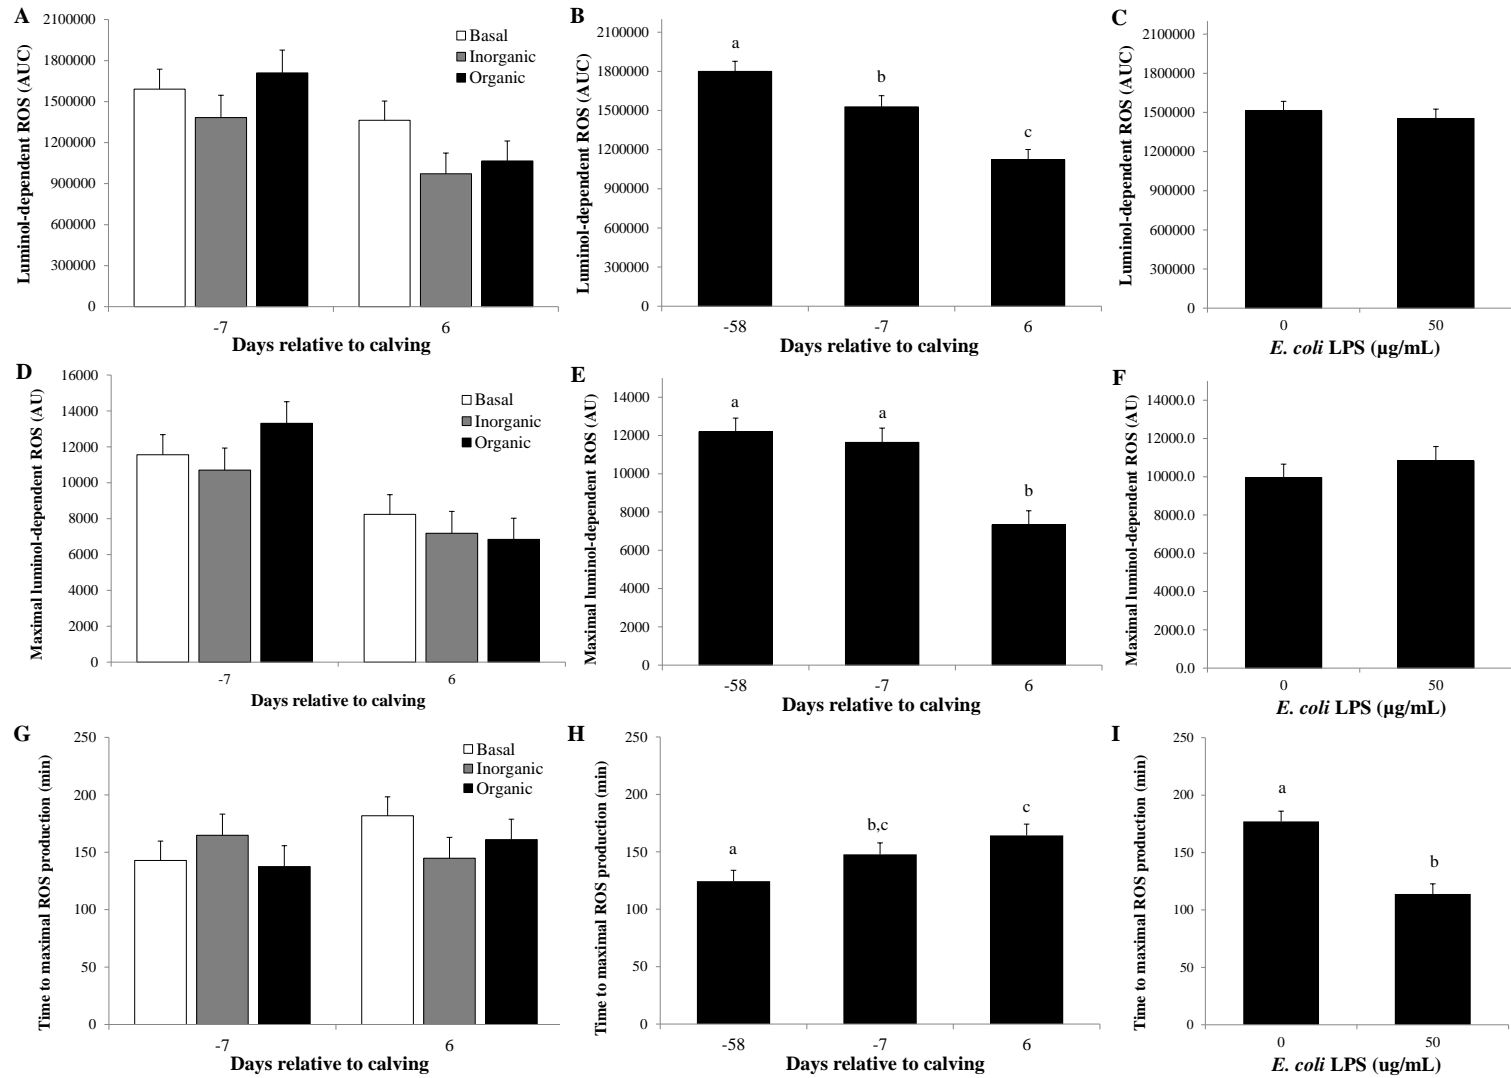 A
Luminol-dependent ROS (AUC)
2100000
1800000
1500000
1200000
900000
600000
300000
0
Basal
Inorganic
Organic
-7
6
Days relative to calving
B
Luminol-dependent ROS (AUC)
2100000
1800000
1500000
1200000
900000
600000
300000
0
a
b
c
-58
-7
6
Days relative to calving
C
Luminol-dependent ROS (AUC)
2100000
1800000
1500000
1200000
900000
600000
300000
0
0
50
E. coli LPS (µg/mL)
D
Maximal luminol-dependent ROS (AU)
16000
14000
12000
10000
8000
6000
4000
2000
0
Basal
Inorganic
Organic
-7
6
Days relative to calving
E
Maximal luminol-dependent ROS (AU)
14000
12000
10000
8000
6000
4000
2000
0
a
a
b
-58
-7
6
Days relative to calving
F
Maximal luminol-dependent ROS (AU)
14000.0
12000.0
10000.0
8000.0
6000.0
4000.0
2000.0
0.0
0
50
E. coli LPS (µg/mL)
G
Time to maximal ROS production (min)
250
200
150
100
50
0
Basal
Inorganic
Organic
-7
6
Days relative to calving
H
Time to maximal ROS production (min)
250
200
150
100
50
0
a
b,c
c
-58
-7
6
Days relative to calving
I
Time to maximal ROS production (min)
250
200
150
100
50
0
a
b
0
50
E. coli LPS (ug/mL)